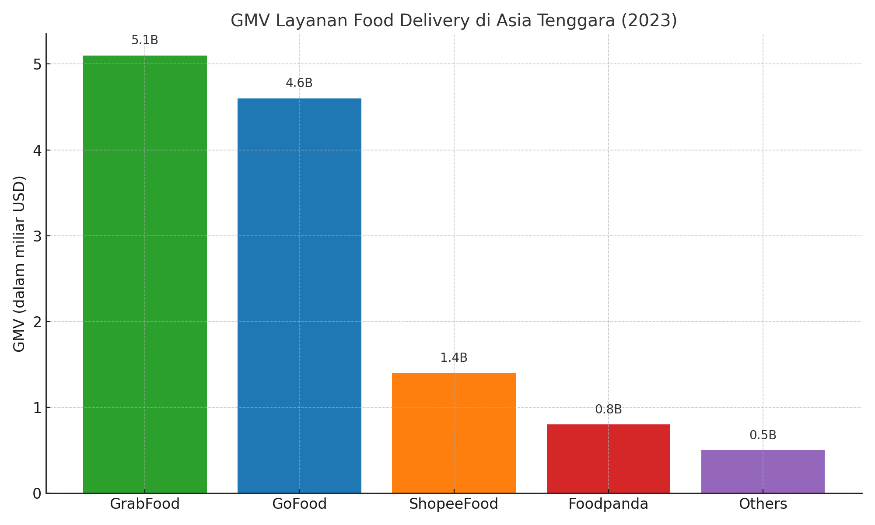 GMV Layanan Food Delivery di Asia Tenggara (2023)
GMV (dalam miliar USD)
5
4
3
2
1
0
5.1B
4.6B
1.4B
0.8B
0.5B
GrabFood
GoFood
ShopeeFood
Foodpanda
Others